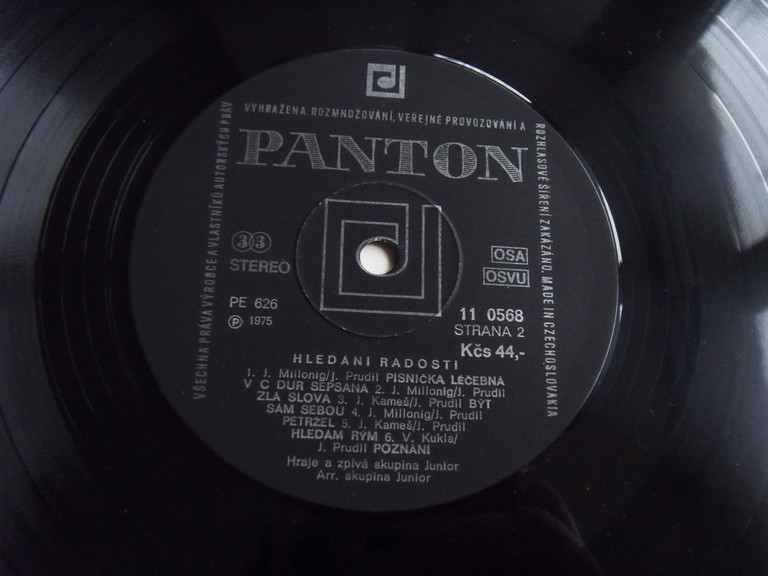 VŠECHNA PRÁVA VÝROBCE A VLASTNÍKŮ AUTORSKÝCH PRÁV
VYHRAŽENA. ROZMNOŽOVÁNÍ, VEŘEJNÉ PROVOZOVÁNÍ A
ROZHLASOVÉ ŠÍŘENÍ ZAKÁZÁNO. MADE IN CZECHOSLOVAKIA
PANTON
33
STEREO
OSA
OSVU
PE 626
℗ 1975
11 0568
STRANA 2
Kčs 44,-
HLEDÁNI RADOSTI
1. J. Millonig/J. Prudil PÍSNIČKA LÉČEBNÁ
V C DUR SEPSANÁ 2. J. Millonig/J. Prudil
ZLÁ SLOVA 3. J. Kameš/J. Prudil BÝT
SÁM SEBOU 4. J. Millonig/J. Prudil
PETRŽEL 5. J. Kameš/J. Prudil
HLEDÁM RÝM 6. V. Kukla/
J. Prudil POZNÁNÍ
Hraje a zpívá skupina Junior
Arr. skupina Junior